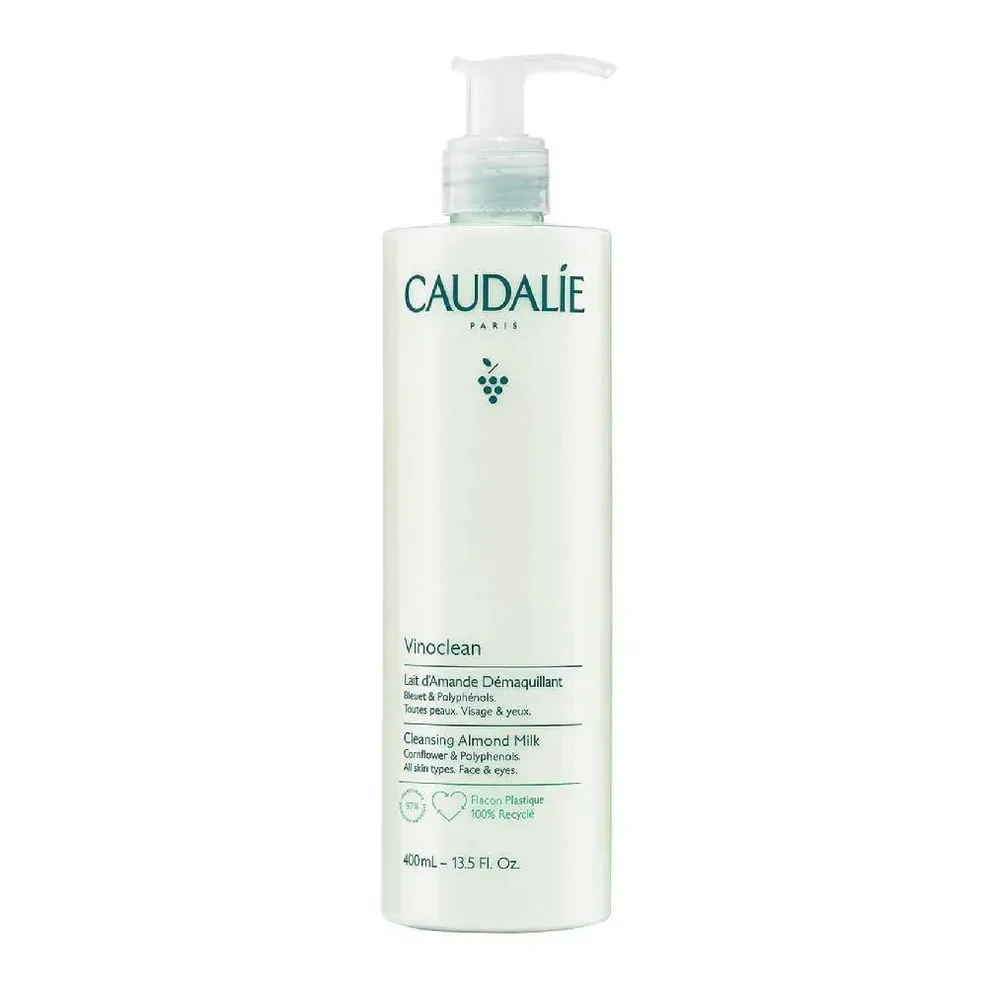 CAUDALÍE
PARIS
Vinoclean
Lait d'Amande Démaquillant
Bleuet & Polyphénols.
Toutes peaux. Visage & yeux.
Cleansing Almond Milk
Cornflower & Polyphenols.
All skin types. Face & eyes.
97%
Flacon Plastique
100% Recyclé
400mL – 13.5 Fl. Oz.